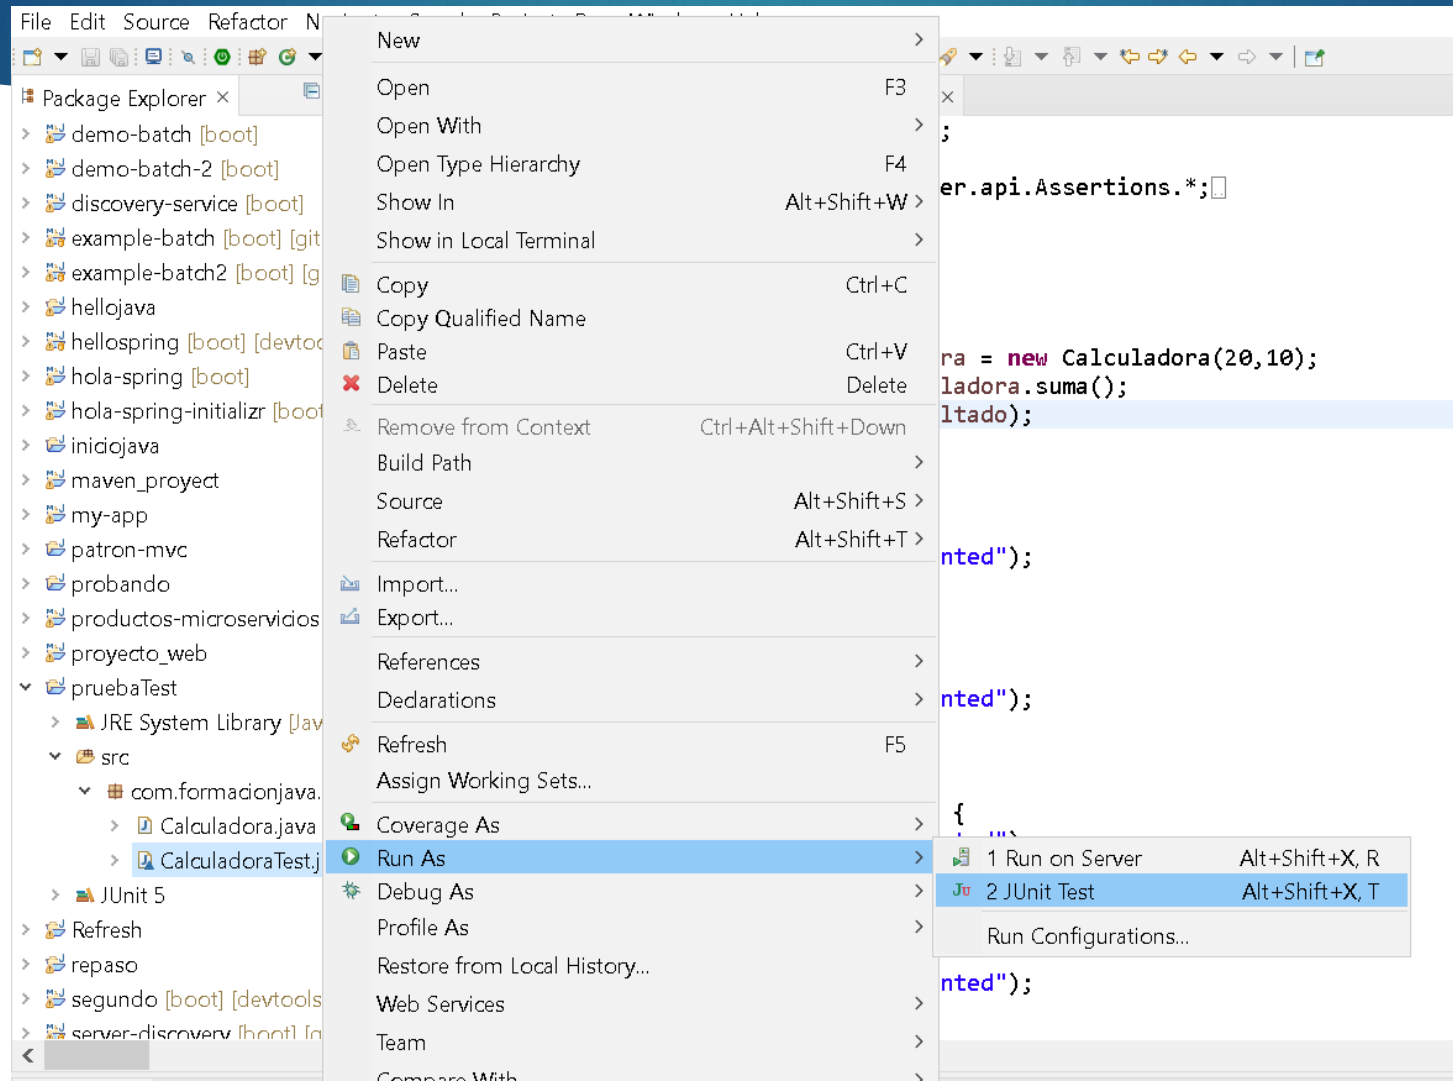 File Edit Source Refactor
Package Explorer
demo-batch [boot]
demo-batch-2 [boot]
discovery-service [boot]
example-batch [boot] [git
example-batch2 [boot] [g
hellojava
hellospring [boot] [devtoo
hola-spring [boot]
hola-spring-initializr [boot
iniciojava
maven_proyect
my-app
patron-mvc
probando
productos-microservicios
proyecto_web
pruebaTest
JRE System Library [Jav
src
com.formacionjava.
Calculadora.java
CalculadoraTest.j
JUnit 5
Refresh
repaso
segundo [boot] [devtools
server-discovery [boot] [g
New
Open F3
Open With
Open Type Hierarchy F4
Show In Alt+Shift+W
Show in Local Terminal
Copy Ctrl+C
Copy Qualified Name
Paste Ctrl+V
Delete Delete
Remove from Context Ctrl+Alt+Shift+Down
Build Path
Source Alt+Shift+S
Refactor Alt+Shift+T
Import...
Export...
References
Declarations
Refresh F5
Assign Working Sets...
Coverage As
Run As
Debug As
Profile As
Restore from Local History...
Web Services
Team
Compare With
1 Run on Server Alt+Shift+X, R
2 JUnit Test Alt+Shift+X, T
Run Configurations...
;
er.api.Assertions.*;
ra = new Calculadora(20,10);
ladora.suma();
ltado);
nted");
nted");
{
nted");